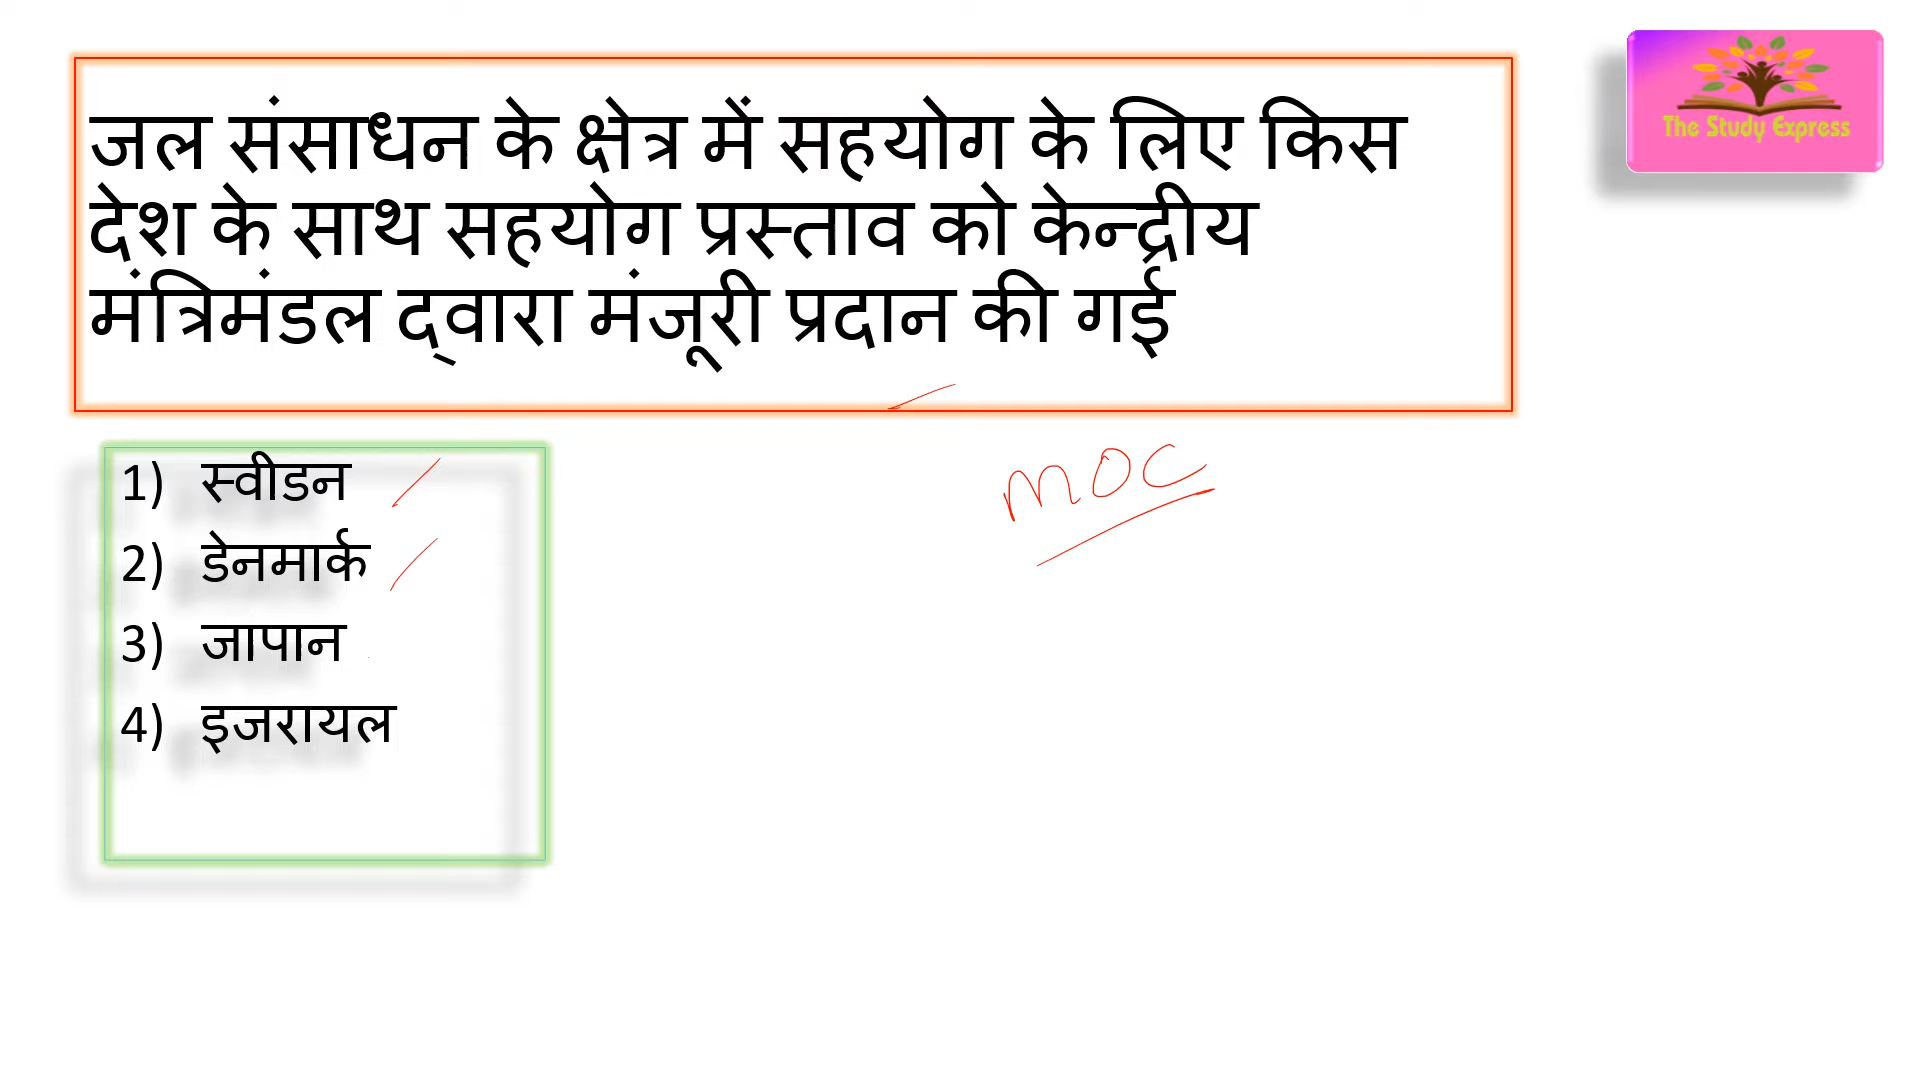 The Study Express
जल संसाधन के क्षेत्र में सहयोग के लिए किस
देश के साथ सहयोग प्रस्ताव को केन्द्रीय
मंत्रिमंडल द्वारा मंजूरी प्रदान की गई
1) स्वीडन
2) डेनमार्क
3) जापान
4) इजरायल
MOC